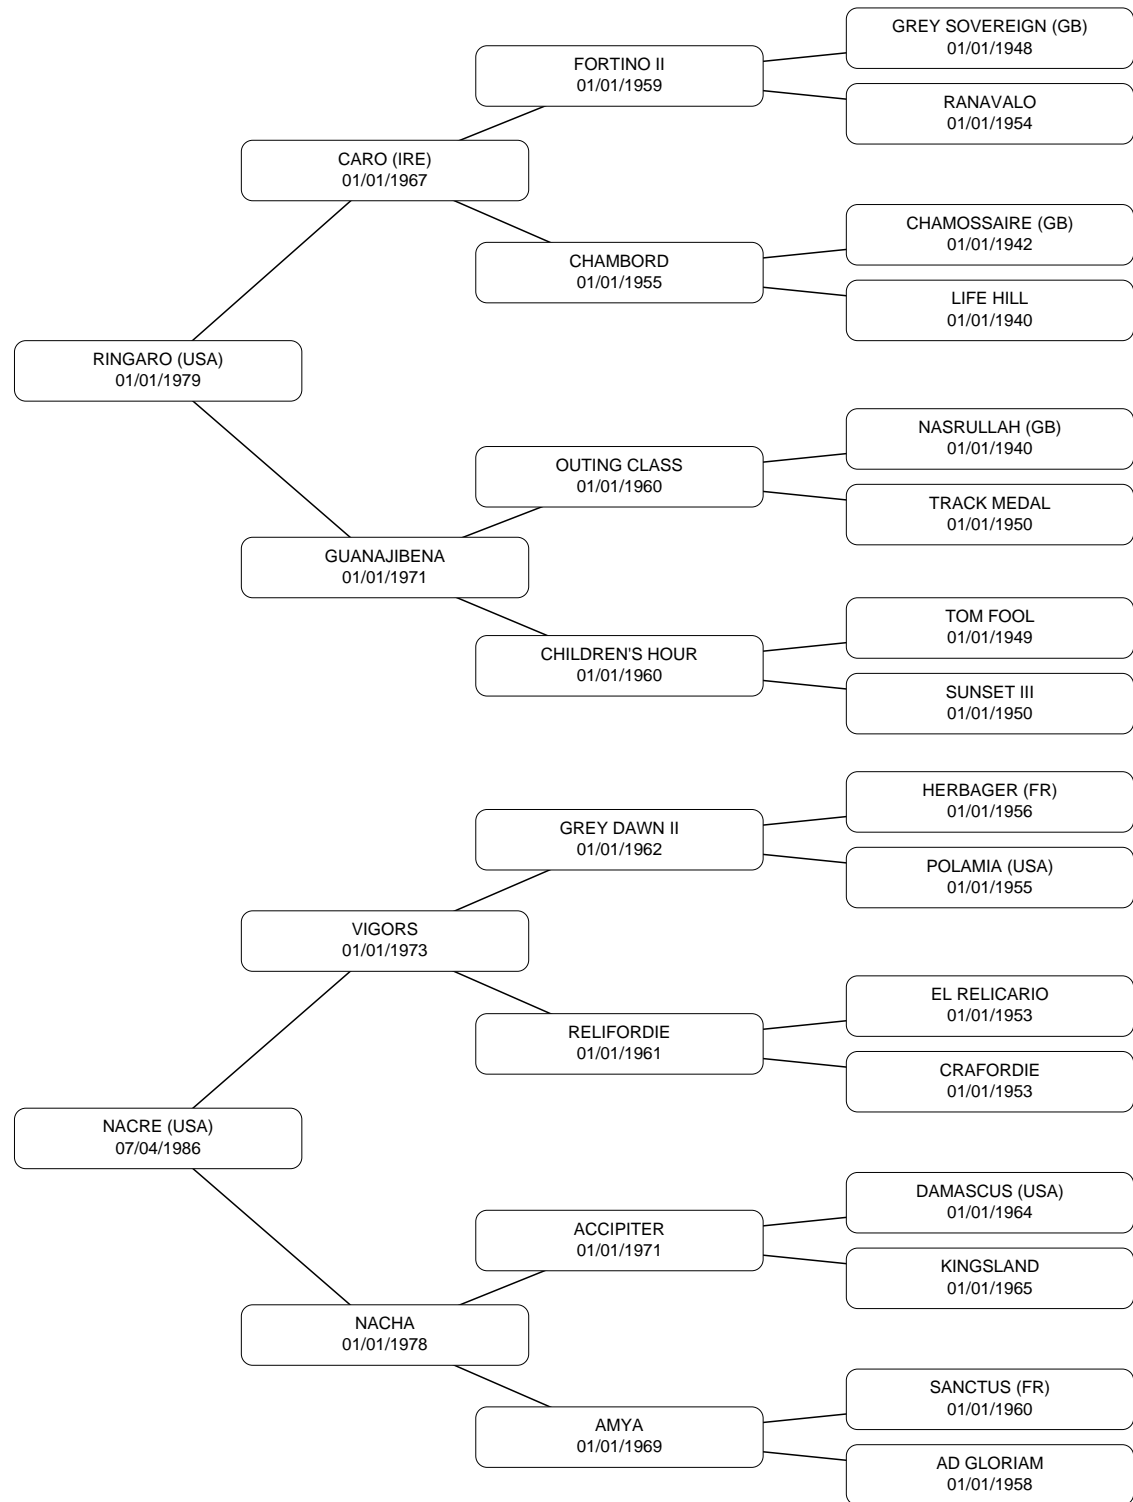 GREY SOVEREIGN (GB)
01/01/1948
FORTINO II
01/01/1959
RANAVALO
01/01/1954
CARO (IRE)
01/01/1967
CHAMOSSAIRE (GB)
01/01/1942
CHAMBORD
01/01/1955
LIFE HILL
01/01/1940
RINGARO (USA)
01/01/1979
NASRULLAH (GB)
01/01/1940
OUTING CLASS
01/01/1960
TRACK MEDAL
01/01/1950
GUANAJIBENA
01/01/1971
TOM FOOL
01/01/1949
CHILDREN'S HOUR
01/01/1960
SUNSET III
01/01/1950
HERBAGER (FR)
01/01/1956
GREY DAWN II
01/01/1962
POLAMIA (USA)
01/01/1955
VIGORS
01/01/1973
EL RELICARIO
01/01/1953
RELIFORDIE
01/01/1961
CRAFORDIE
01/01/1953
NACRE (USA)
07/04/1986
DAMASCUS (USA)
01/01/1964
ACCIPITER
01/01/1971
KINGSLAND
01/01/1965
NACHA
01/01/1978
SANCTUS (FR)
01/01/1960
AMYA
01/01/1969
AD GLORIAM
01/01/1958